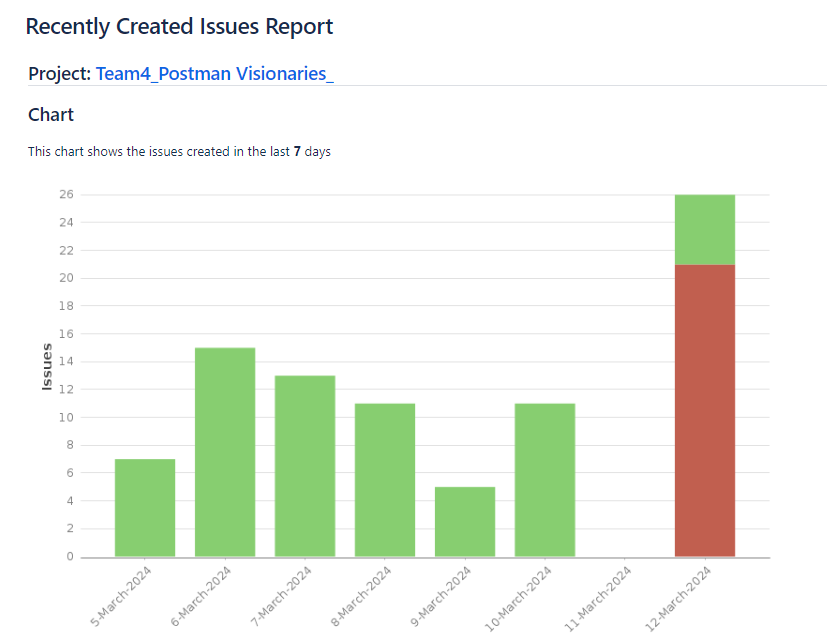 Recently Created Issues Report
Project: Team4_Postman Visionaries_
Chart
This chart shows the issues created in the last 7 days
26
24
22
20
18
16
14
12
10
8
6
4
2
0
Issues
5-March-2024
6-March-2024
7-March-2024
8-March-2024
9-March-2024
10-March-2024
11-March-2024
12-March-2024